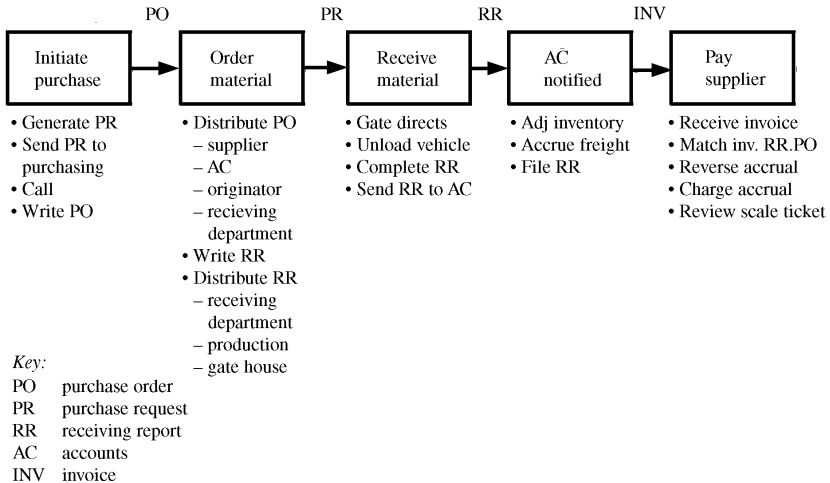 PO
PR
RR
INV
Initiate
purchase
Order
material
Receive
material
AC
notified
Pay
supplier
• Generate PR
• Send PR to
purchasing
• Call
• Write PO
• Distribute PO
– supplier
– AC
– originator
– recieving
department
• Write RR
• Distribute RR
– receiving
department
– production
– gate house
• Gate directs
• Unload vehicle
• Complete RR
• Send RR to AC
• Adj inventory
• Accrue freight
• File RR
• Receive invoice
• Match inv. RR.PO
• Reverse accrual
• Charge accrual
• Review scale ticket
Key:
PO purchase order
PR purchase request
RR receiving report
AC accounts
INV invoice